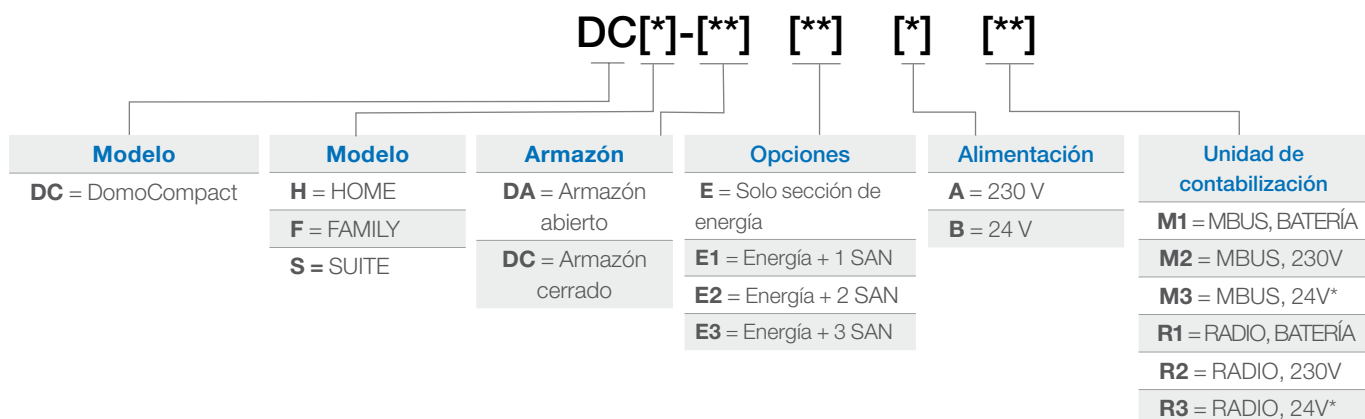 DC[*]-[**] [**] [*] [**]
Modelo
DC = DomoCompact
Modelo
H = HOME
F = FAMILY
S = SUITE
Armazón
DA = Armazón
abierto
DC = Armazón
cerrado
Opciones
E = Solo sección de
energía
E1 = Energía + 1 SAN
E2 = Energía + 2 SAN
E3 = Energía + 3 SAN
Alimentación
A = 230 V
B = 24 V
Unidad de
contabilización
M1 = MBUS, BATERÍA
M2 = MBUS, 230V
M3 = MBUS, 24V*
R1 = RADIO, BATERÍA
R2 = RADIO, 230V
R3 = RADIO, 24V*